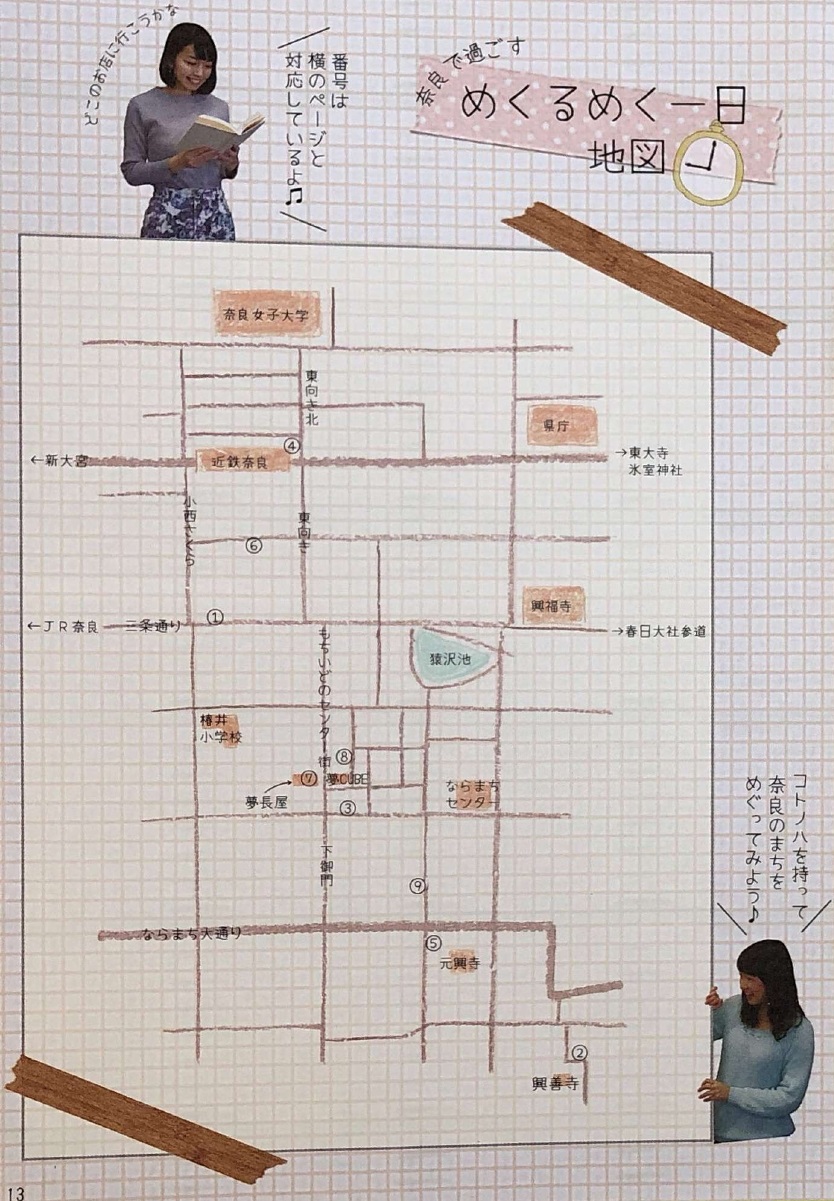 どこのお店に行こうかな
番号は
横のページと
対応しているよ♫
奈良で過ごす
めくるめく一日
地図
奈良女子大学
東向き北
県庁
④
←新大宮
近鉄奈良
→東大寺
氷室神社
小西さくら
東向き
⑥
興福寺
①
←JR奈良
三条通り
→春日大社参道
もちいどのセンター街
猿沢池
椿井
小学校
⑧
⑦
夢CUBE
夢長屋
ならまち
センター
③
コトノハを持って
奈良のまちを
めぐってみよう♪
下御門
⑨
ならまち大通り
⑤
元興寺
②
興善寺
13